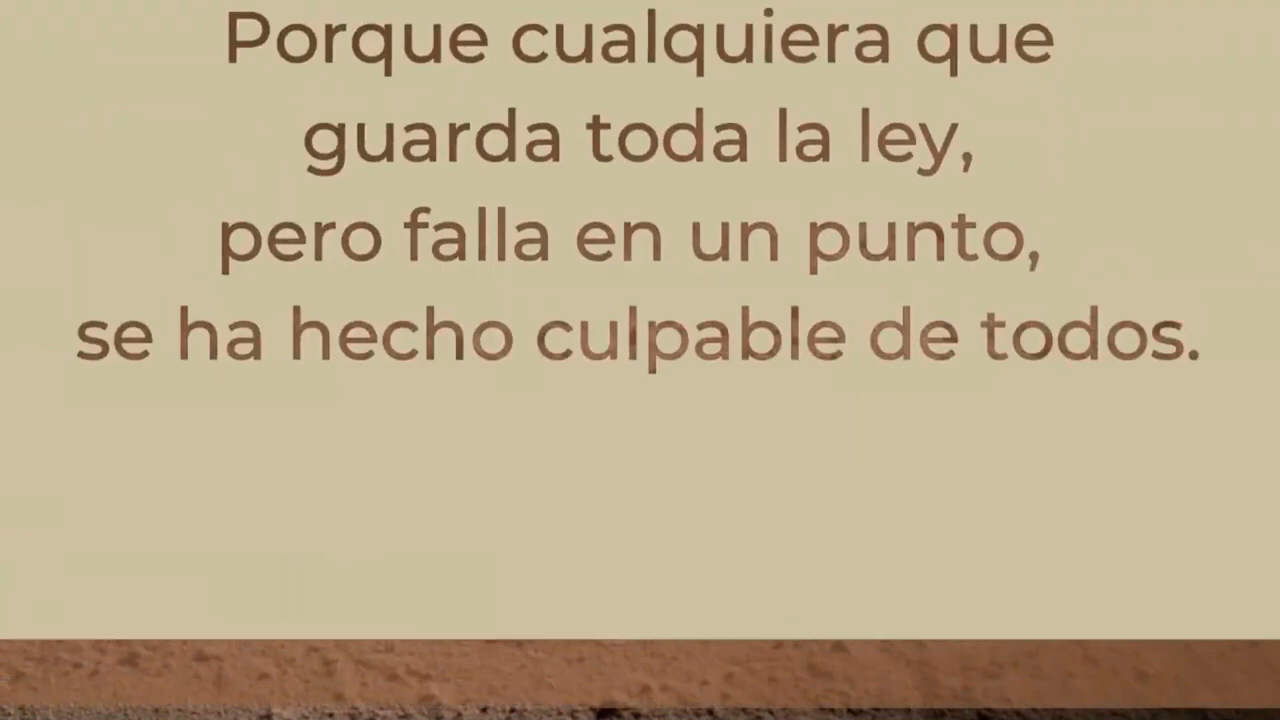 Porque cualquiera que
guarda toda la ley,
pero falla en un punto,
se ha hecho culpable de todos.